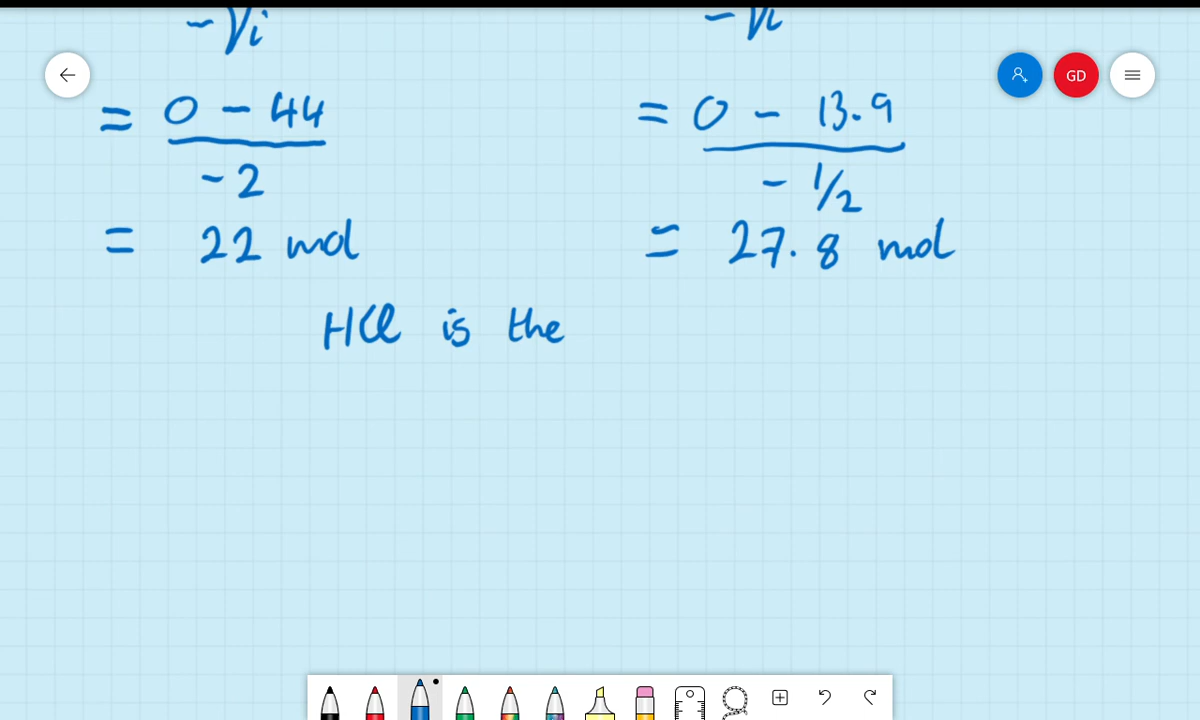 -νi -νi
= 0 - 44 / -2 = 0 - 13.9 / - 1/2
= 22 mol = 27.8 mol
HCl is the
GD